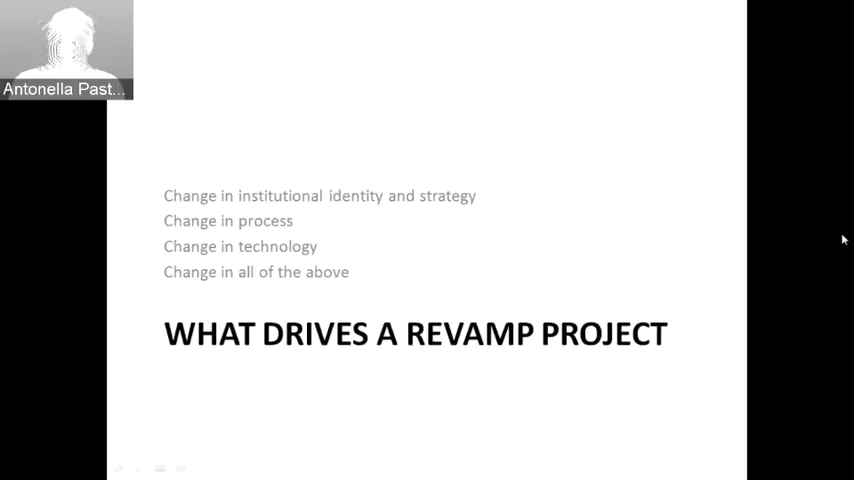 Antonella Past...
Change in institutional identity and strategy
Change in process
Change in technology
Change in all of the above
WHAT DRIVES A REVAMP PROJECT